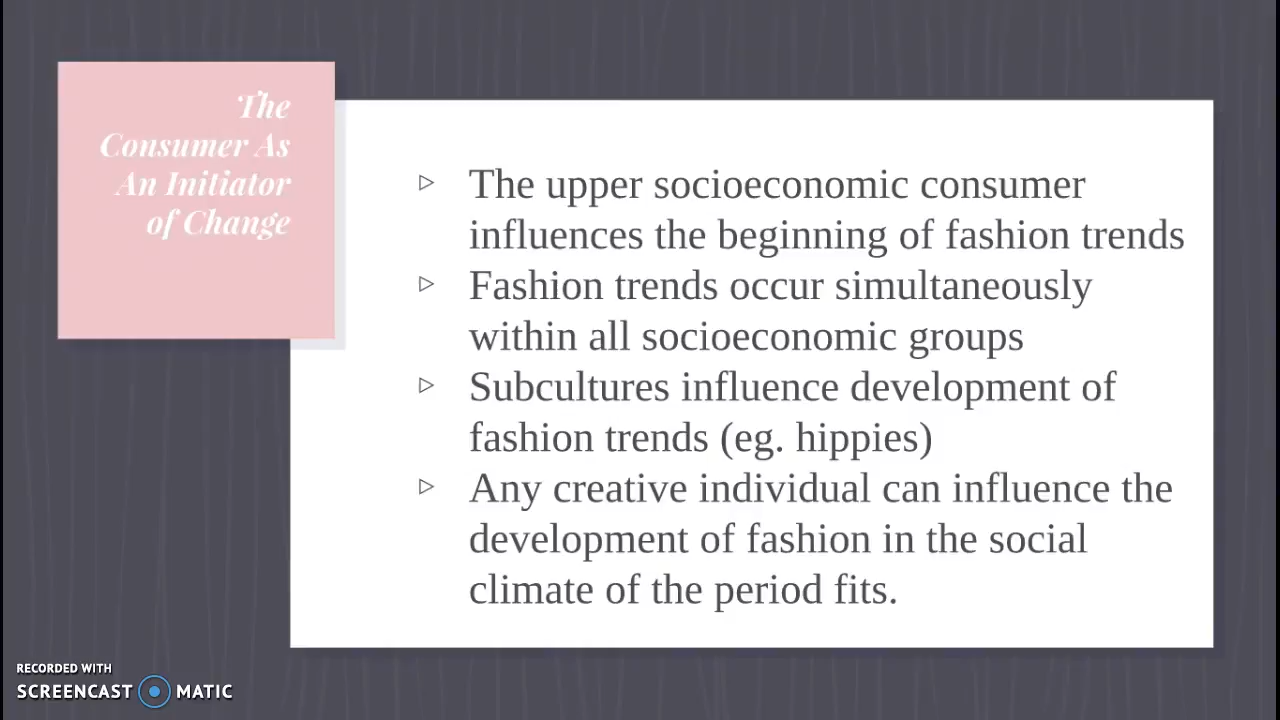 The
Consumer As
An Initiator
of Change
▷ The upper socioeconomic consumer
influences the beginning of fashion trends
▷ Fashion trends occur simultaneously
within all socioeconomic groups
▷ Subcultures influence development of
fashion trends (eg. hippies)
▷ Any creative individual can influence the
development of fashion in the social
climate of the period fits.
RECORDED WITH
SCREENCAST MATIC